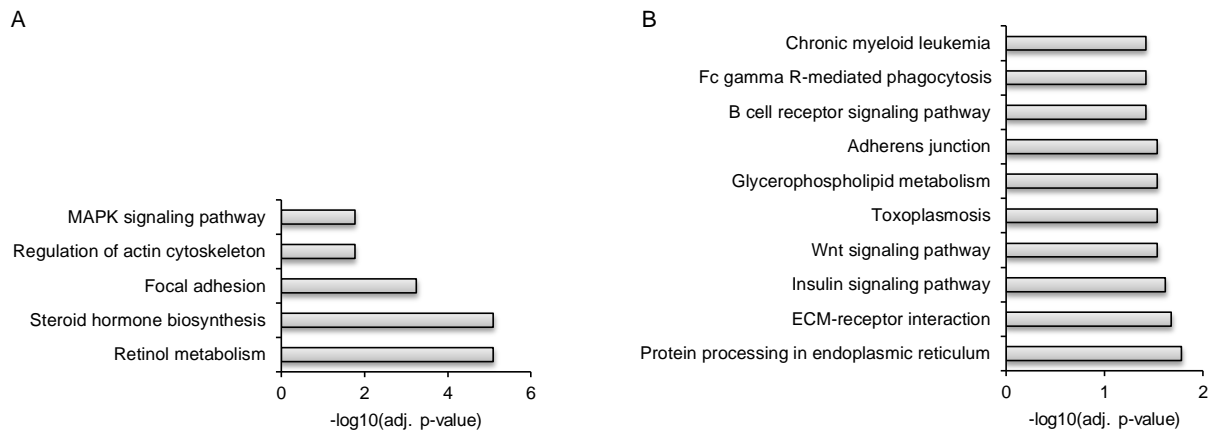 A
MAPK signaling pathway
Regulation of actin cytoskeleton
Focal adhesion
Steroid hormone biosynthesis
Retinol metabolism
0 2 4 6
-log10(adj. p-value)
B
Chronic myeloid leukemia
Fc gamma R-mediated phagocytosis
B cell receptor signaling pathway
Adherens junction
Glycerophospholipid metabolism
Toxoplasmosis
Wnt signaling pathway
Insulin signaling pathway
ECM-receptor interaction
Protein processing in endoplasmic reticulum
0 1 2
-log10(adj. p-value)